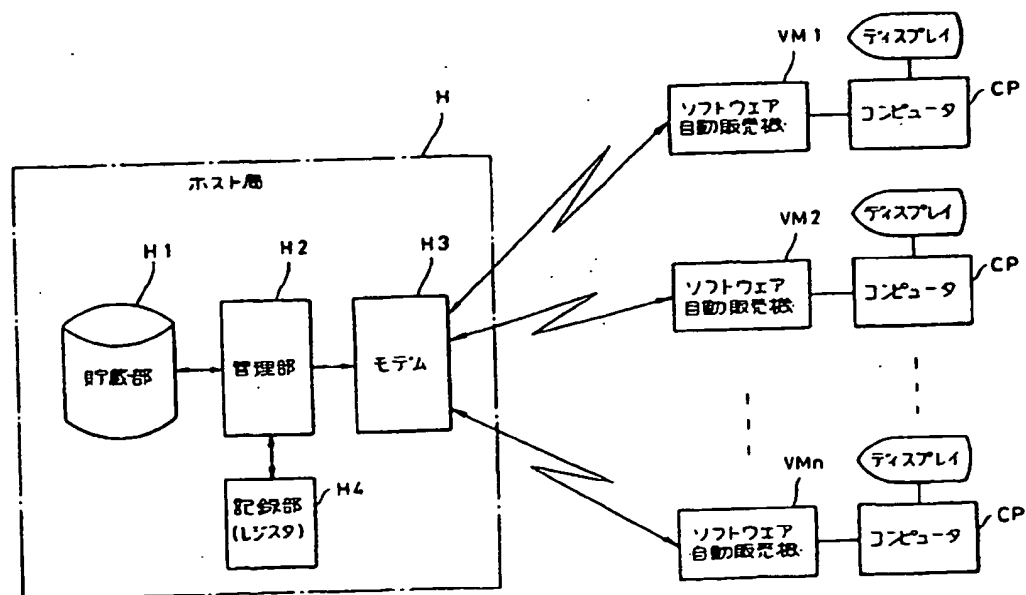 H
ホスト局
H1
H2
H3
貯蔵部
管理部
モデム
H4
記録部
(レジスタ)
VM1
ディスプレイ
CP
ソフトウェア
自動販売機
コンピュータ
VM2
ディスプレイ
CP
ソフトウェア
自動販売機
コンピュータ
VMn
ディスプレイ
CP
ソフトウェア
自動販売機
コンピュータ